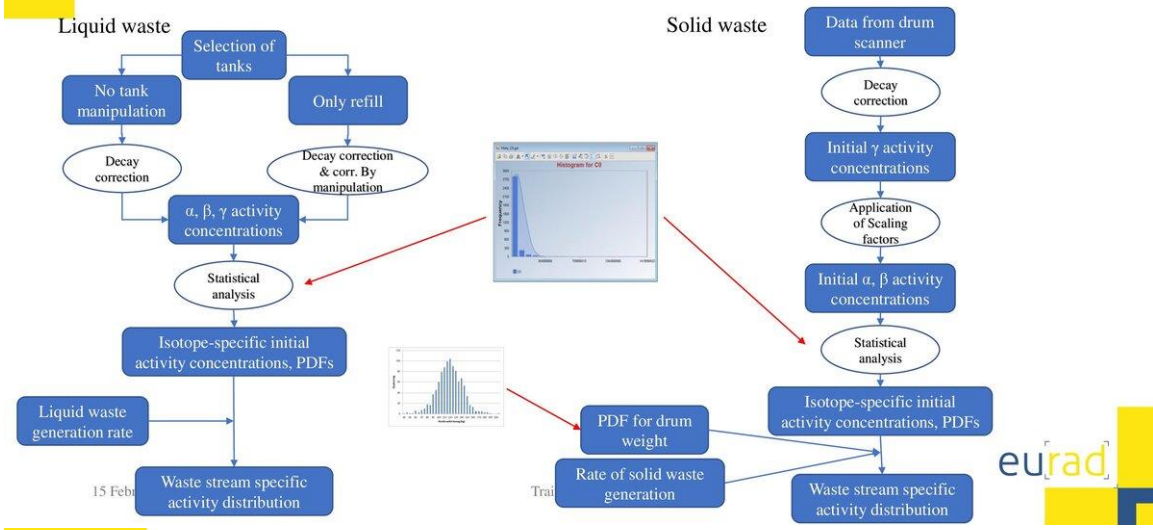 Liquid waste
Selection of
tanks
No tank
manipulation
Only refill
Decay
correction
Decay correction
& corr. By
manipulation
α, β, γ activity
concentrations
Statistical
analysis
Isotope-specific initial
activity concentrations, PDFs
Liquid waste
generation rate
15 Febr
Waste stream specific
activity distribution
Histogram for C0
Frequency
Solid waste
Data from drum
scanner
Decay
correction
Initial γ activity
concentrations
Application
of Scaling
factors
Initial α, β activity
concentrations
Statistical
analysis
Isotope-specific initial
activity concentrations, PDFs
PDF for drum
weight
Rate of solid waste
generation
Trai
Waste stream specific
activity distribution
eurad